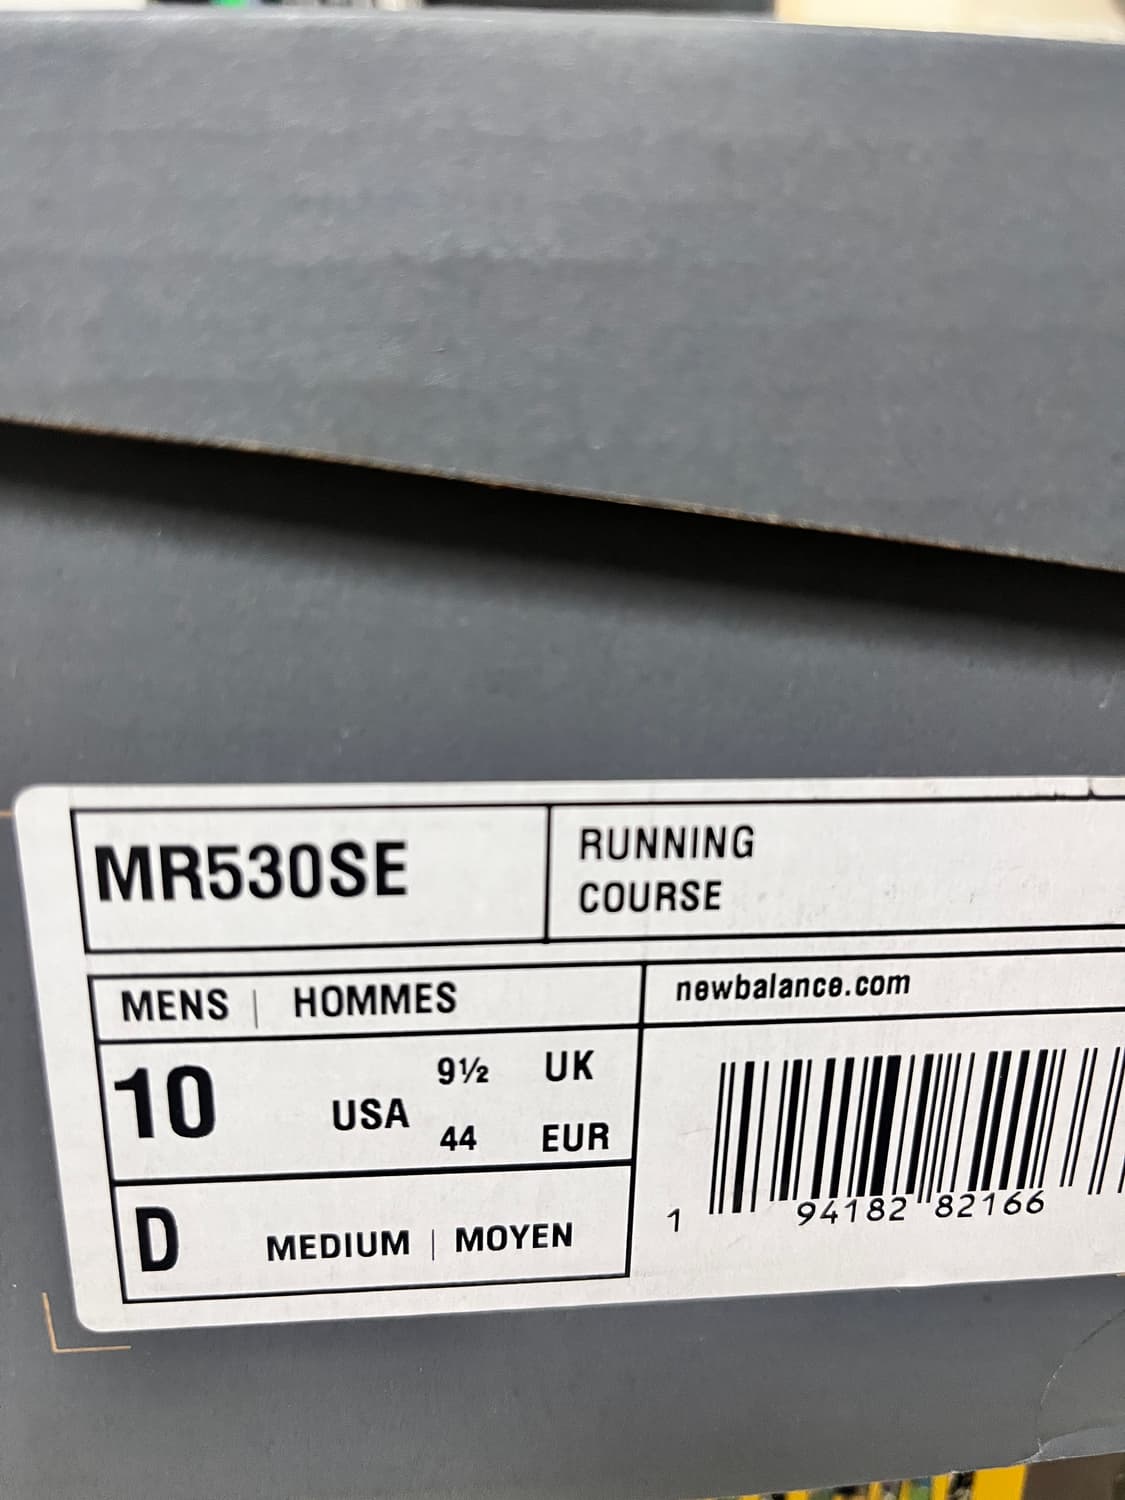 MR530SE
RUNNING
COURSE
MENS | HOMMES
newbalance.com
10 USA
9½ UK
44 EUR
D MEDIUM | MOYEN
1 94182 82166